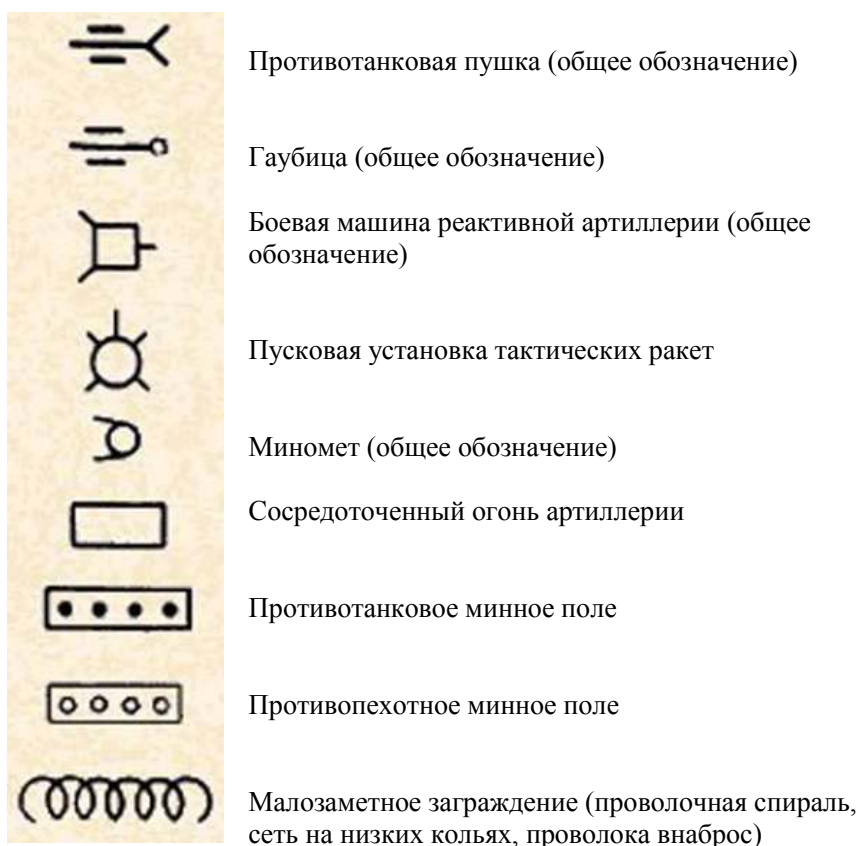 Противотанковая пушка (общее обозначение)
Гаубица (общее обозначение)
Боевая машина реактивной артиллерии (общее
обозначение)
Пусковая установка тактических ракет
Миномет (общее обозначение)
Сосредоточенный огонь артиллерии
Противотанковое минное поле
Противопехотное минное поле
Малозаметное заграждение (проволочная спираль,
сеть на низких кольях, проволока внаброс)